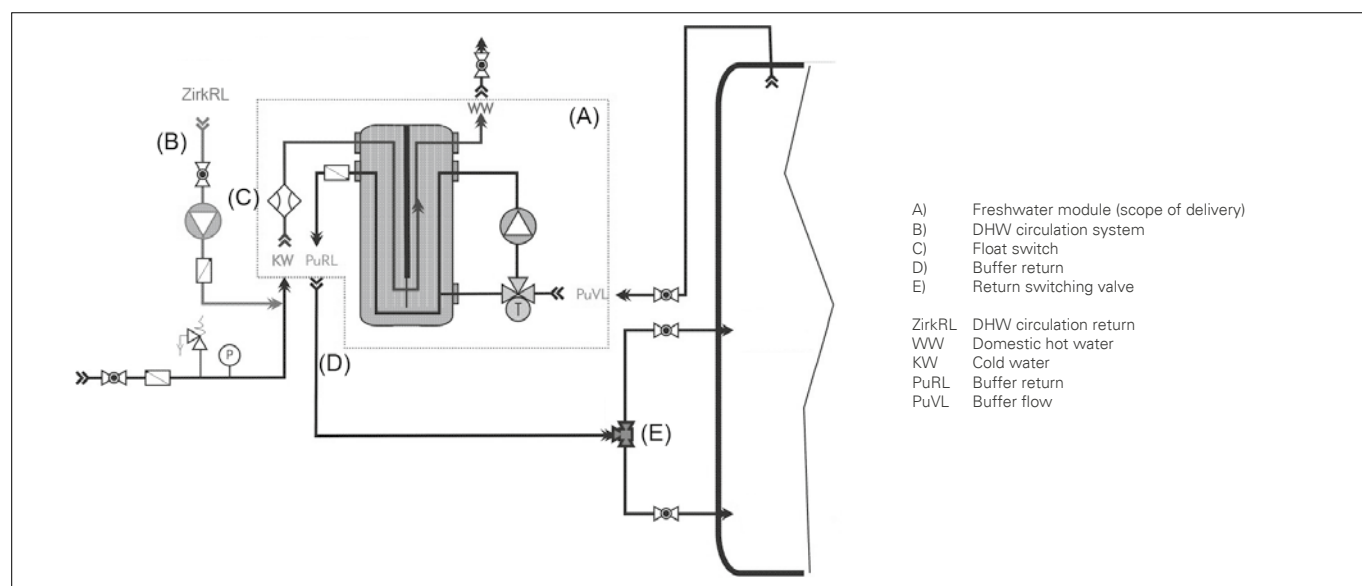 ZirkRL
(B)
(C)
KW PuRL
WW
(A)
T
PuVL
P
(D)
(E)
A) Freshwater module (scope of delivery)
B) DHW circulation system
C) Float switch
D) Buffer return
E) Return switching valve
ZirkRL DHW circulation return
WW Domestic hot water
KW Cold water
PuRL Buffer return
PuVL Buffer flow